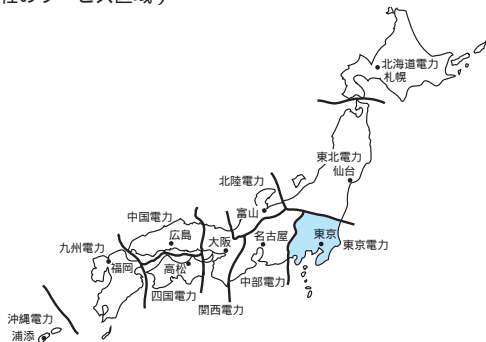 社のサービス区域）
北海道電力
札幌
東北電力
仙台
北陸電力
富山
中国電力
広島
大阪
名古屋
東京
東京電力
九州電力
福岡
高松
四国電力
中部電力
関西電力
沖縄電力
浦添